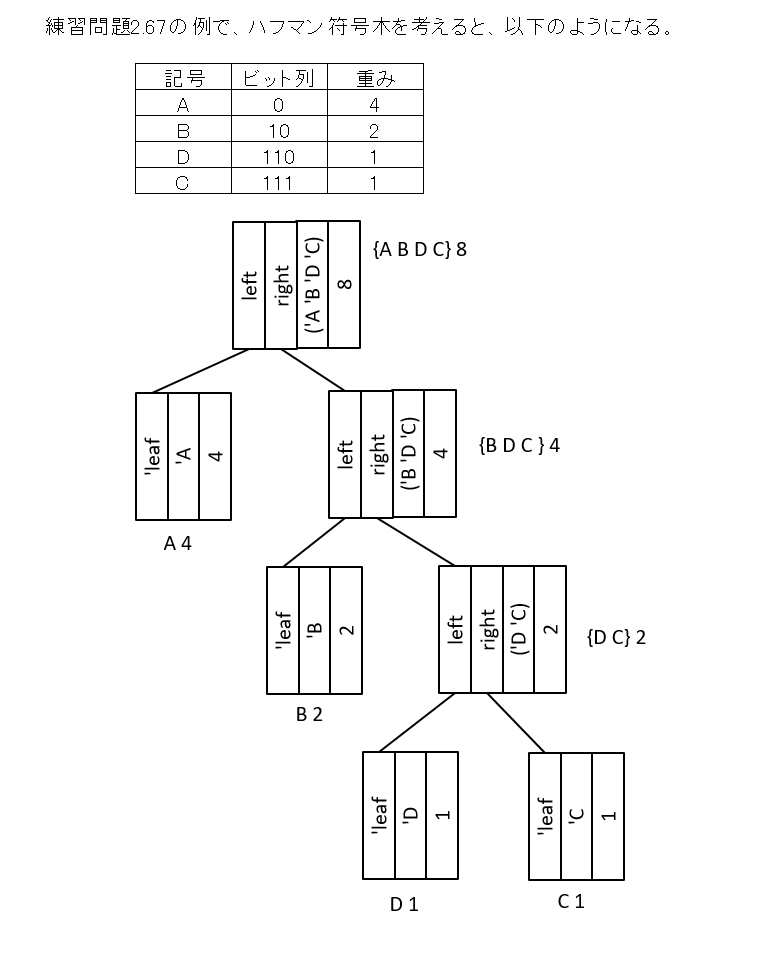 練習問題2.67の例で、ハフマン符号木を考えると、以下のようになる。
記号 ビット列 重み
A 0 4
B 10 2
D 110 1
C 111 1
left right ('A 'B 'D 'C) 8
{A B D C} 8
'leaf 'A 4
left right ('B 'D 'C) 4
{B D C } 4
A 4
'leaf 'B 2
left right ('D 'C) 2
{D C} 2
B 2
'leaf 'D 1
'leaf 'C 1
D 1
C 1